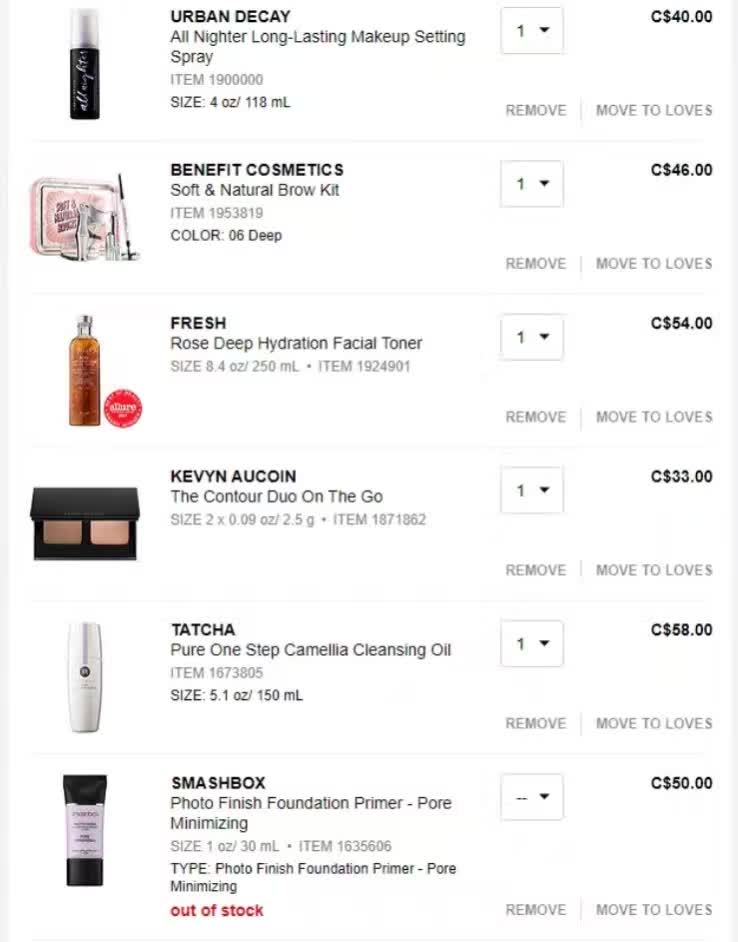 URBAN DECAY
All Nighter Long-Lasting Makeup Setting
Spray
ITEM 1900000
SIZE: 4 oz/ 118 mL
1
C$40.00
REMOVE
MOVE TO LOVES
all nighter
BENEFIT COSMETICS
Soft & Natural Brow Kit
ITEM 1953819
COLOR: 06 Deep
1
C$46.00
REMOVE
MOVE TO LOVES
FRESH
Rose Deep Hydration Facial Toner
SIZE 8.4 oz/ 250 mL • ITEM 1924901
1
C$54.00
REMOVE
MOVE TO LOVES
allure
KEVYN AUCOIN
The Contour Duo On The Go
SIZE 2 x 0.09 oz/ 2.5 g • ITEM 1871862
1
C$33.00
REMOVE
MOVE TO LOVES
TATCHA
Pure One Step Camellia Cleansing Oil
ITEM 1673805
SIZE: 5.1 oz/ 150 mL
1
C$58.00
REMOVE
MOVE TO LOVES
SMASHBOX
Photo Finish Foundation Primer - Pore
Minimizing
SIZE 1 oz/ 30 mL • ITEM 1635606
TYPE: Photo Finish Foundation Primer - Pore
Minimizing
out of stock
--
C$50.00
REMOVE
MOVE TO LOVES